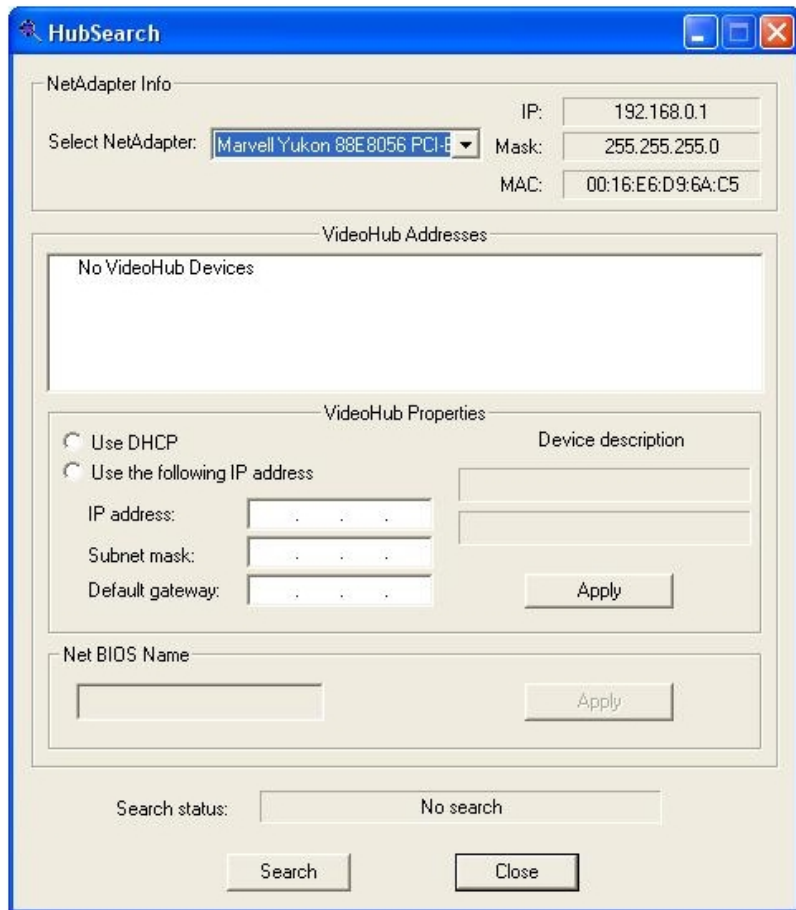 HubSearch
NetAdapter Info
Select NetAdapter:
Marvell Yukon 88E8056 PCI-E
IP:
192.168.0.1
Mask:
255.255.255.0
MAC:
00:16:E6:D9:6A:C5
VideoHub Addresses
No VideoHub Devices
VideoHub Properties
Use DHCP
Use the following IP address
IP address:
. . .
Subnet mask:
. . .
Default gateway:
. . .
Device description
Apply
Net BIOS Name
Apply
Search status:
No search
Search
Close